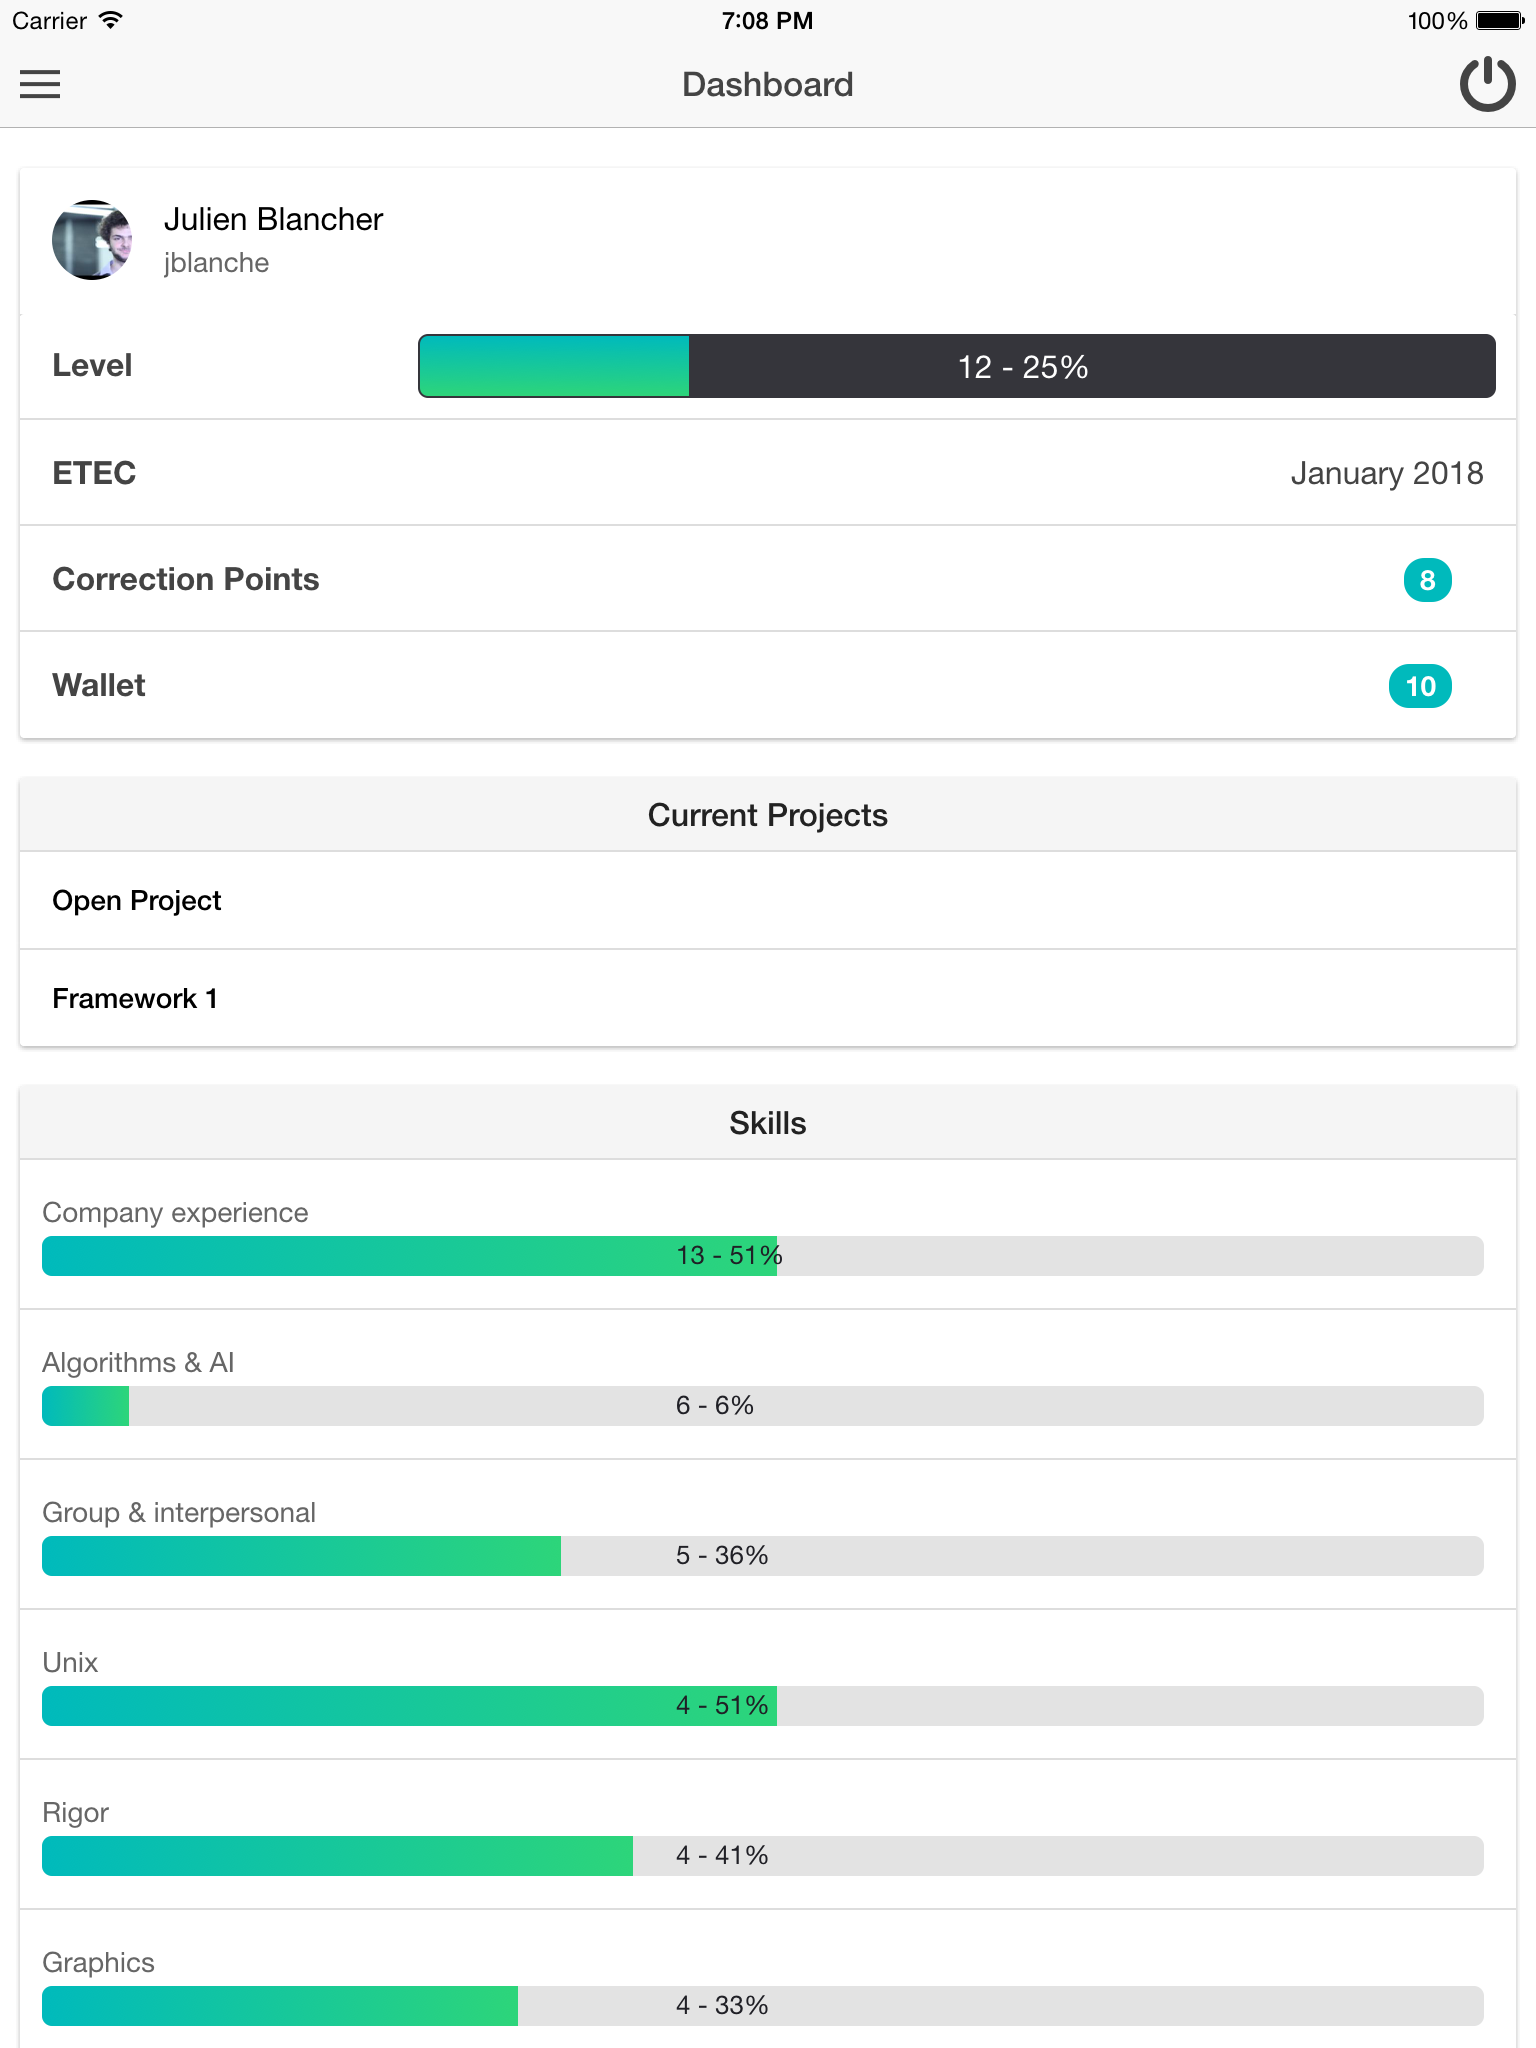 Carrier 7:08 PM 100%
Dashboard
Julien Blancher
jblanche
Level 12 - 25%
ETEC January 2018
Correction Points 8
Wallet 10
Current Projects
Open Project
Framework 1
Skills
Company experience
13 - 51%
Algorithms & AI
6 - 6%
Group & interpersonal
5 - 36%
Unix
4 - 51%
Rigor
4 - 41%
Graphics
4 - 33%